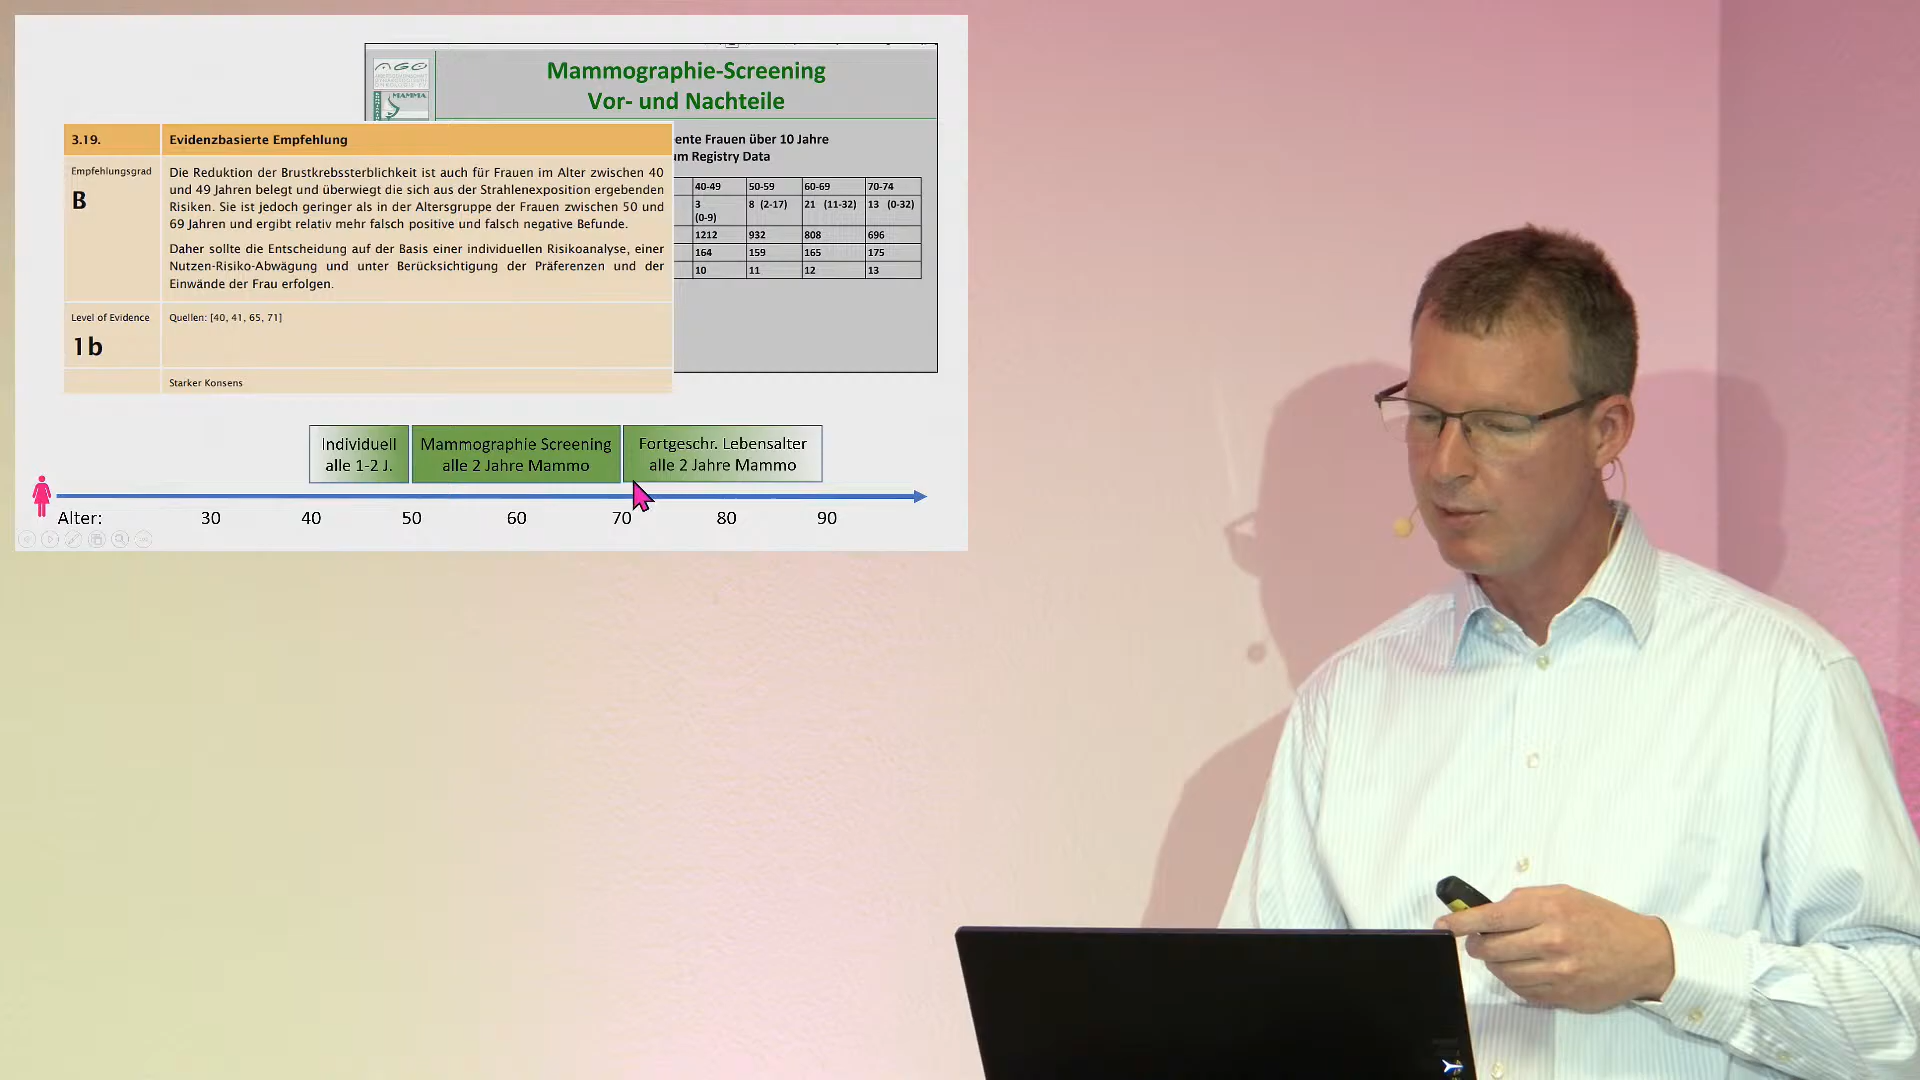 Mammographie-Screening
Vor- und Nachteile
MAMMA
3.19.
Evidenzbasierte Empfehlung
Empfehlungsgrad
B
Die Reduktion der Brustkrebssterblichkeit ist auch für Frauen im Alter zwischen 40
und 49 Jahren belegt und überwiegt die sich aus der Strahlenexposition ergebenden
Risiken. Sie ist jedoch geringer als in der Altersgruppe der Frauen zwischen 50 und
69 Jahren und ergibt relativ mehr falsch positive und falsch negative Befunde.
Daher sollte die Entscheidung auf der Basis einer individuellen Risikoanalyse, einer
Nutzen-Risiko-Abwägung und unter Berücksichtigung der Präferenzen und der
Einwände der Frau erfolgen.
Level of Evidence
1b
Quellen: [40, 41, 65, 71]
Starker Konsens
ente Frauen über 10 Jahre
um Registry Data
40-49 50-59 60-69 70-74
3 (0-9) 8 (2-17) 21 (11-32) 13 (0-32)
1212 932 808 696
164 159 165 175
10 11 12 13
Individuell
alle 1-2 J.
Mammographie Screening
alle 2 Jahre Mammo
Fortgeschr. Lebensalter
alle 2 Jahre Mammo
Alter: 30 40 50 60 70 80 90